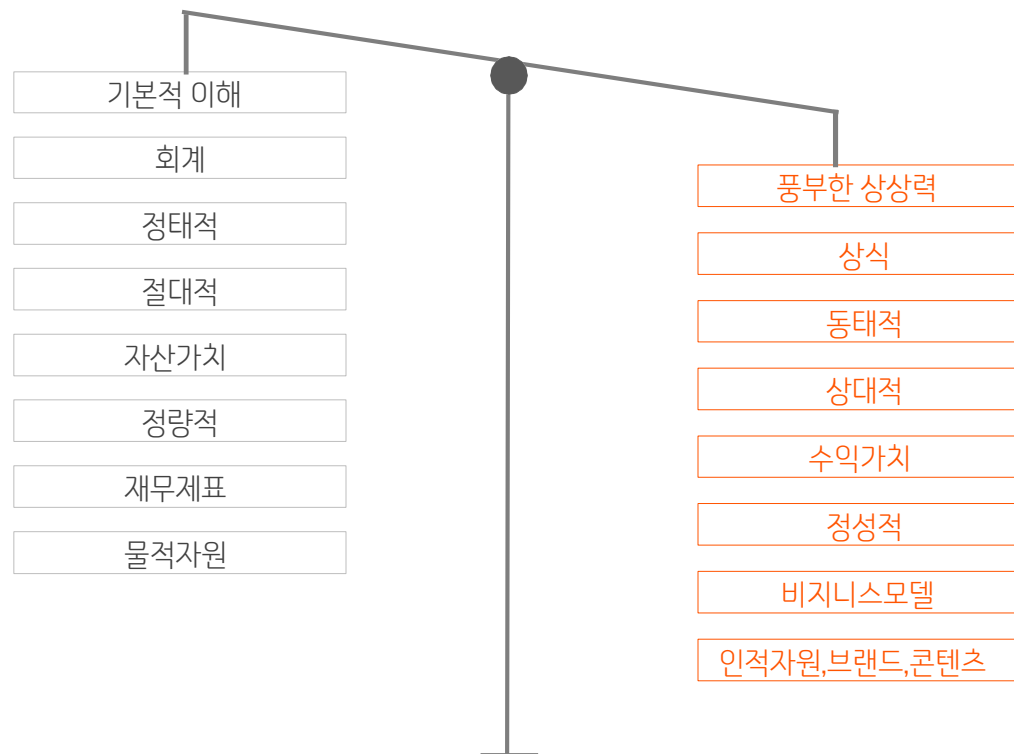 기본적 이해
회계
정태적
절대적
자산가치
정량적
재무제표
물적자원
풍부한 상상력
상식
동태적
상대적
수익가치
정성적
비지니스모델
인적자원,브랜드,콘텐츠